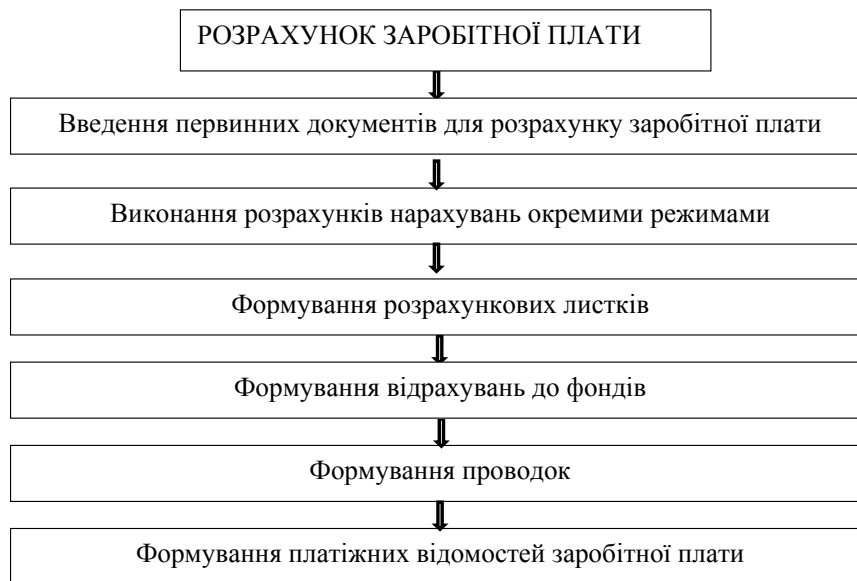 РОЗРАХУНОК ЗАРОБІТНОЇ ПЛАТИ
Введення первинних документів для розрахунку заробітної плати
Виконання розрахунків нарахувань окремими режимами
Формування розрахункових листків
Формування відрахувань до фондів
Формування проводок
Формування платіжних відомостей заробітної плати